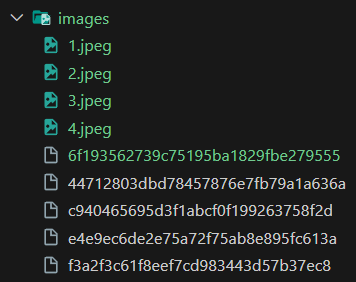 images
1.jpeg
2.jpeg
3.jpeg
4.jpeg
6f193562739c75195ba1829fbe279555
44712803dbd78457876e7fb79a1a636a
c940465695d3f1abcf0f199263758f2d
e4e9ec6de2e75a72f75ab8e895fc613a
f3a2f3c61f8eef7cd983443d57b37ec8